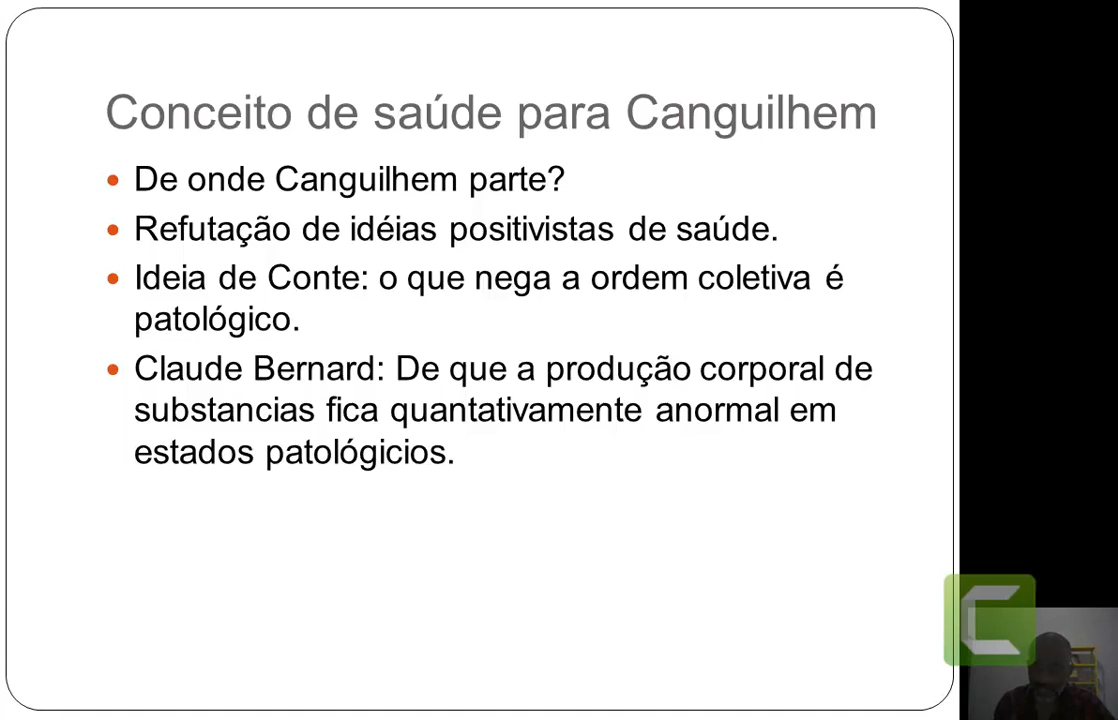 Conceito de saúde para Canguilhem
De onde Canguilhem parte?
Refutação de idéias positivistas de saúde.
Ideia de Conte: o que nega a ordem coletiva é
patológico.
Claude Bernard: De que a produção corporal de
substancias fica quantativamente anormal em
estados patológicios.